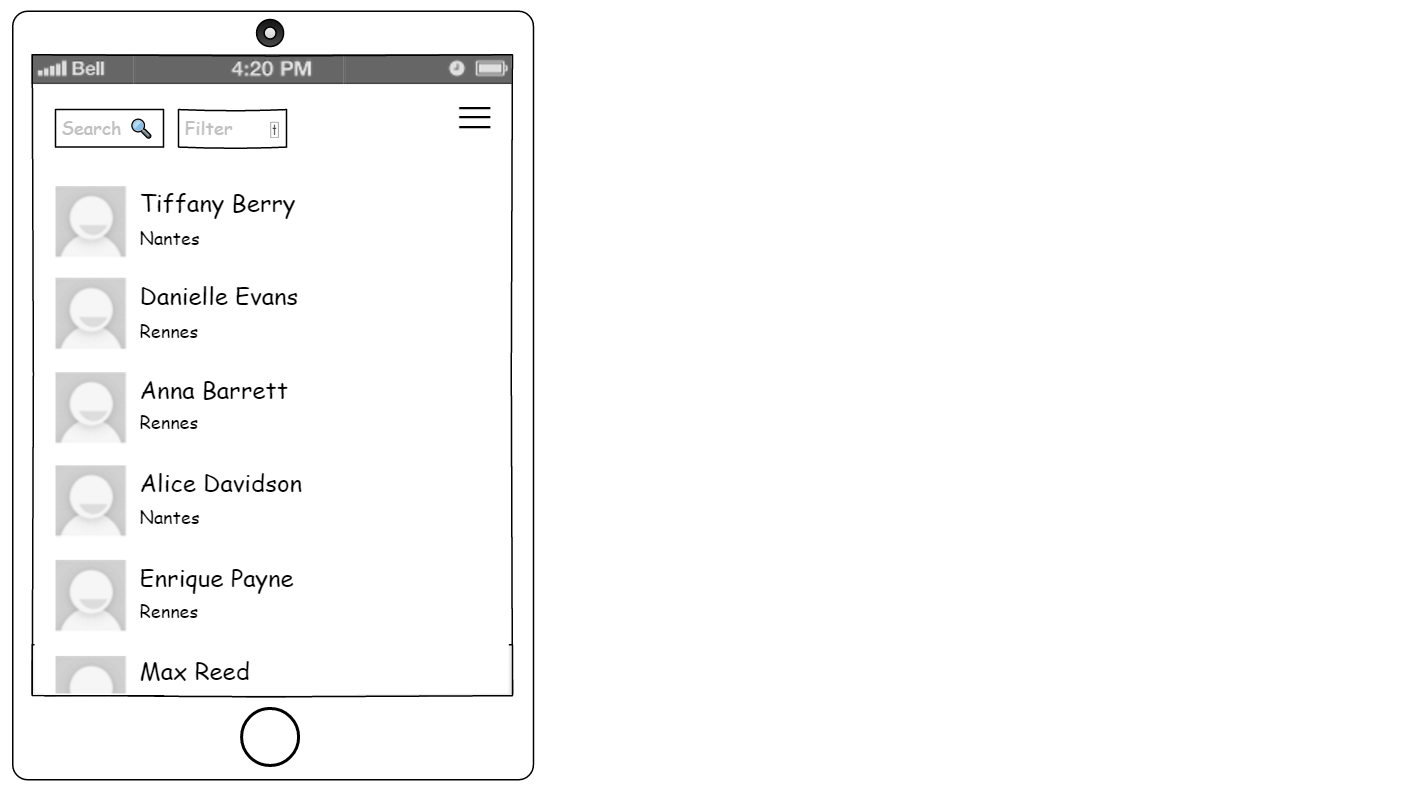 Bell 4:20 PM
Search Filter
Tiffany Berry
Nantes
Danielle Evans
Rennes
Anna Barrett
Rennes
Alice Davidson
Nantes
Enrique Payne
Rennes
Max Reed